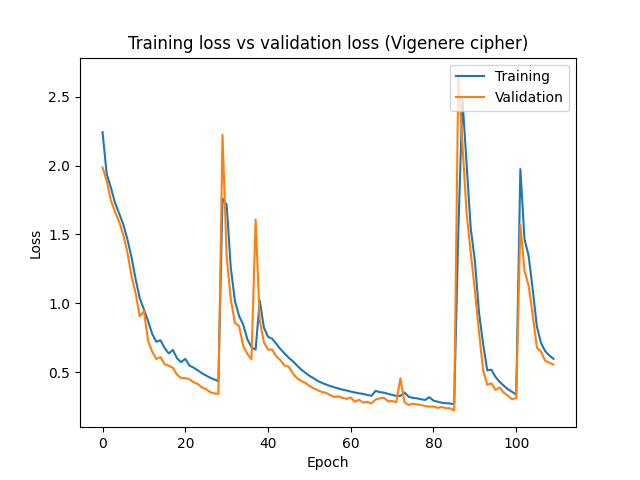 Training loss vs validation loss (Vigenere cipher)
Training
Validation
2.5
2.0
1.5
1.0
0.5
Loss
0
20
40
60
80
100
Epoch